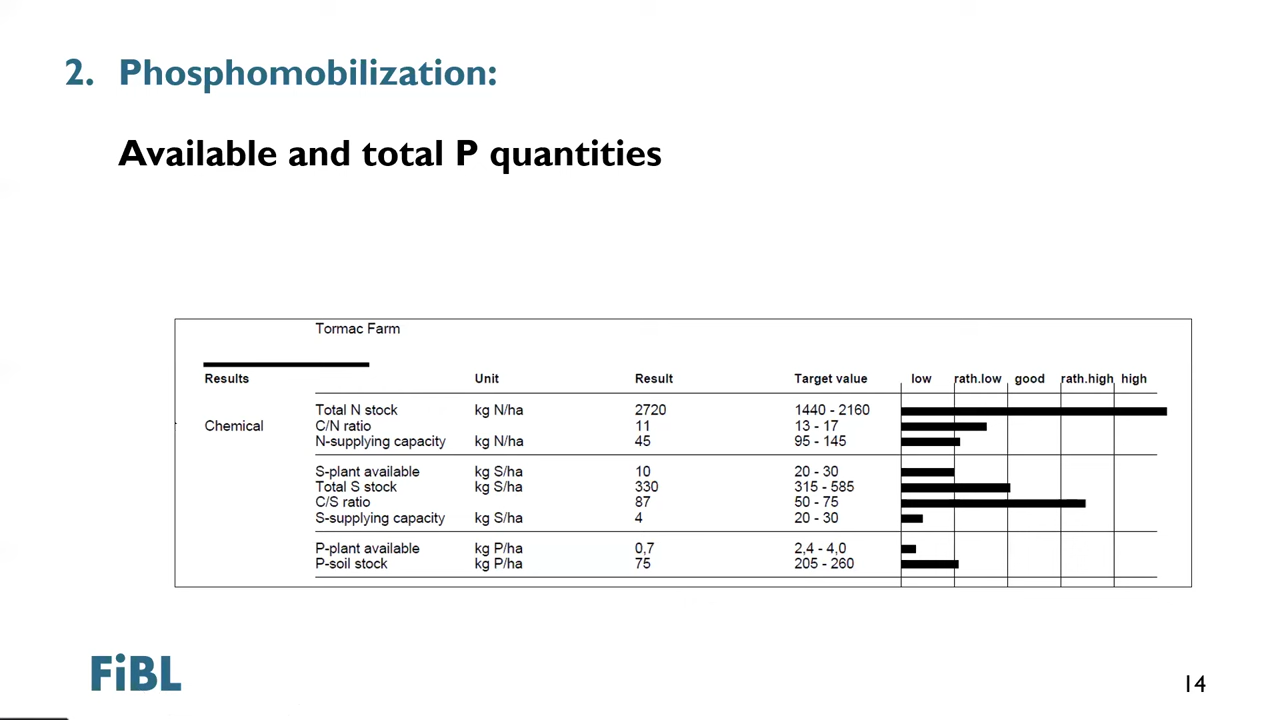 2. Phosphomobilization:
Available and total P quantities
Tormac Farm
Results Unit Result Target value low rath.low good rath.high high
Total N stock kg N/ha 2720 1440 - 2160
Chemical C/N ratio 11 13 - 17
N-supplying capacity kg N/ha 45 95 - 145
S-plant available kg S/ha 10 20 - 30
Total S stock kg S/ha 330 315 - 585
C/S ratio 87 50 - 75
S-supplying capacity kg S/ha 4 20 - 30
P-plant available kg P/ha 0,7 2,4 - 4,0
P-soil stock kg P/ha 75 205 - 260
FiBL
14